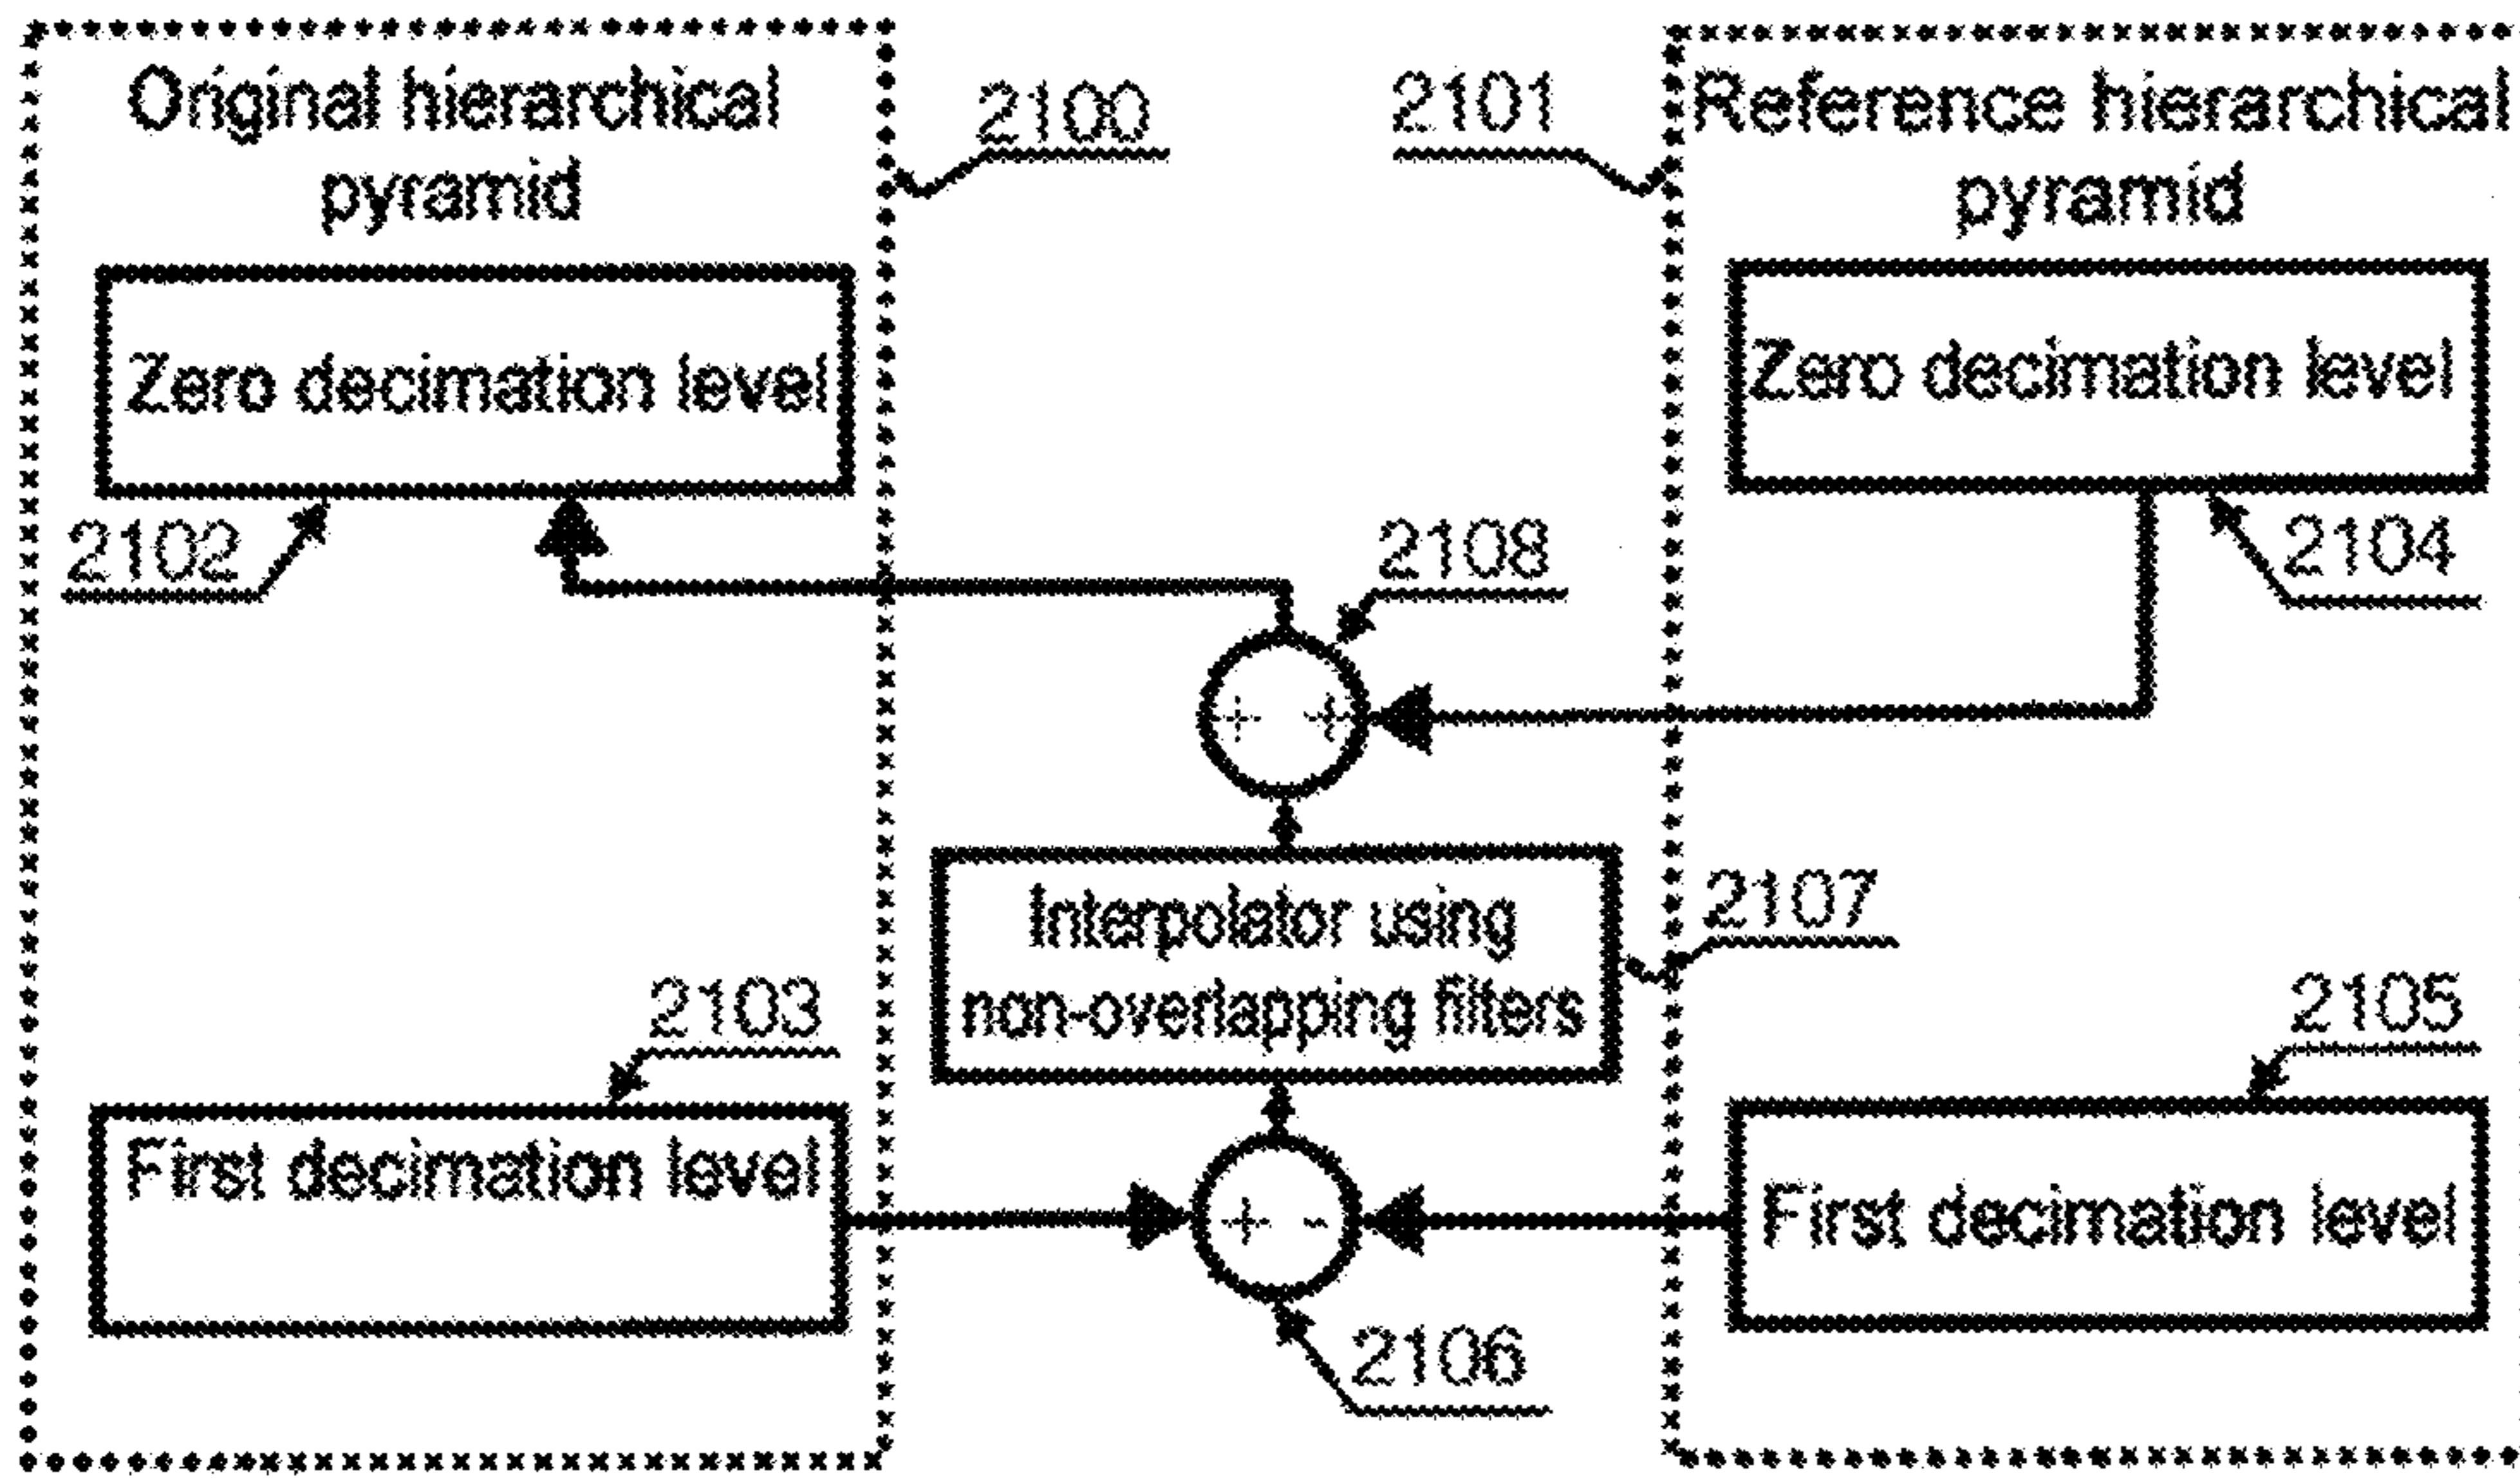 Original hierarchical
pyramid
2100
2101
Reference hierarchical
pyramid
Zero decimation level
Zero decimation level
2102
2108
2104
+ +
Interpolator using
non-overlapping filters
2107
2103
2105
First decimation level
First decimation level
+ -
2106